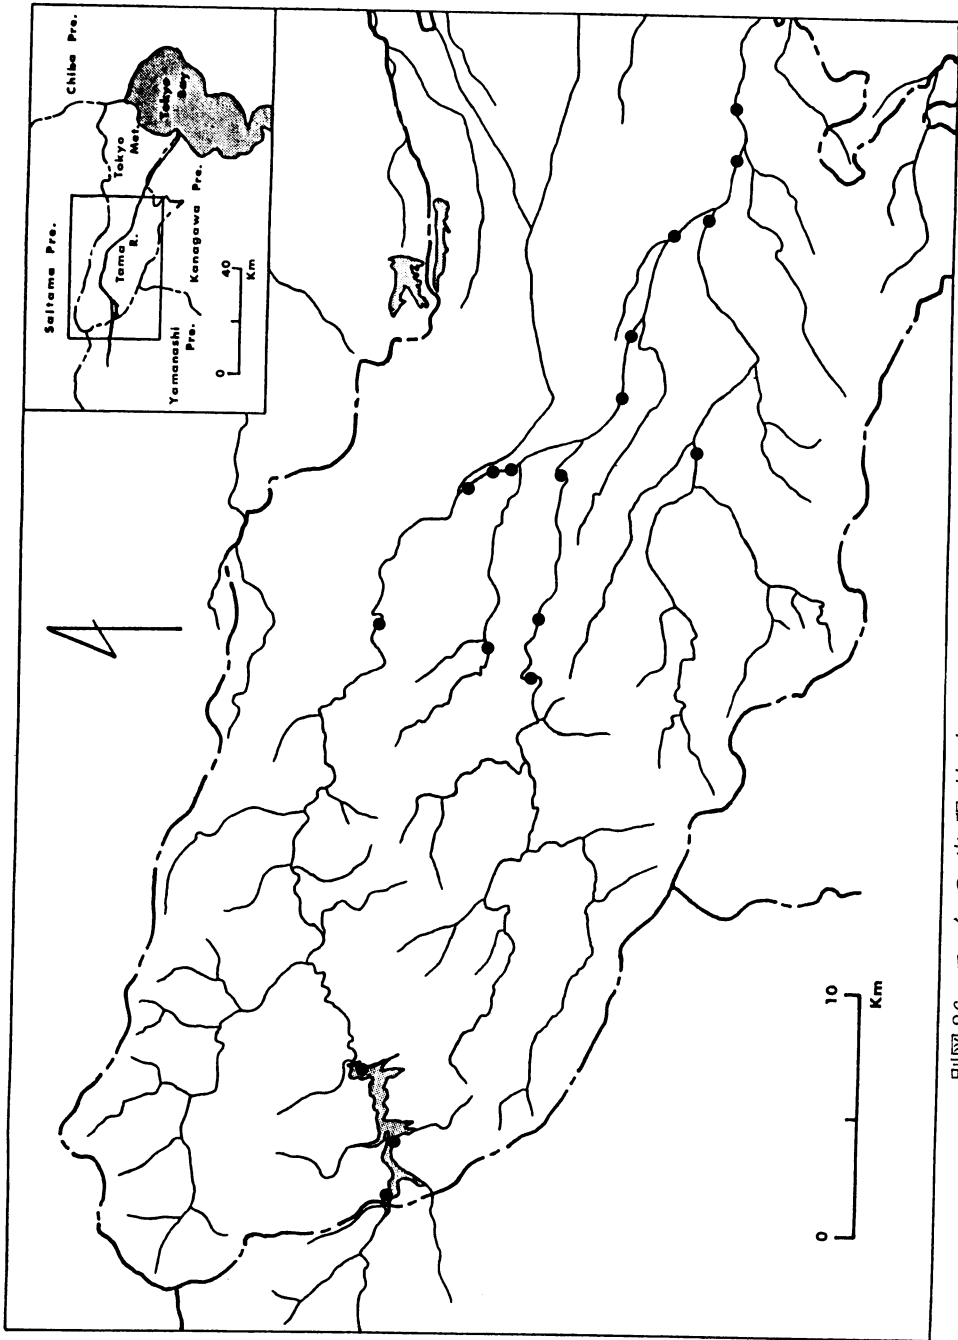 Saitama Pre.
Chiba Pre.
Tokyo
Met.
Tokyo
Bay
Tama
R.
Yamanashi
Pre.
Kanagawa Pre.
0 40
Km
0 10
Km